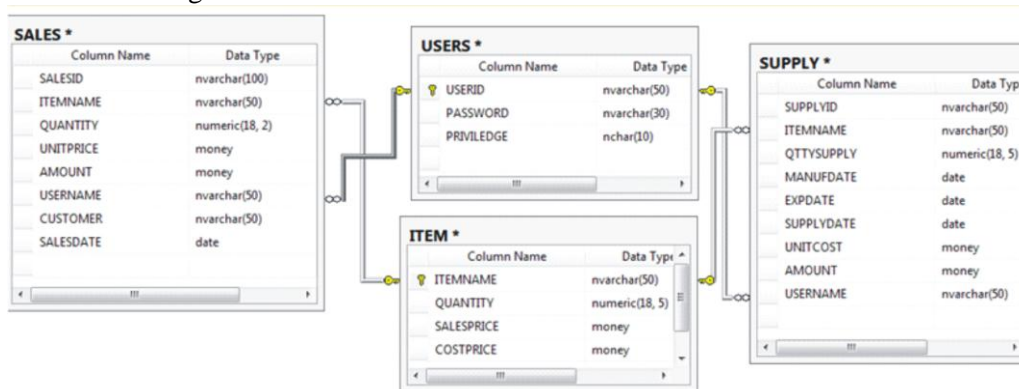 SALES *
Column Name Data Type
SALESID nvarchar(100)
ITEMNAME nvarchar(50)
QUANTITY numeric(18, 2)
UNITPRICE money
AMOUNT money
USERNAME nvarchar(50)
CUSTOMER nvarchar(50)
SALESDATE date
USERS *
Column Name Data Type
USERID nvarchar(50)
PASSWORD nvarchar(30)
PRIVILEDGE nchar(10)
ITEM *
Column Name Data Type
ITEMNAME nvarchar(50)
QUANTITY numeric(18, 5)
SALESPRICE money
COSTPRICE money
SUPPLY *
Column Name Data Typ
SUPPLYID nvarchar(50)
ITEMNAME nvarchar(50)
QTTYSUPPLY numeric(18, 5)
MANUFDATE date
EXPDATE date
SUPPLYDATE date
UNITCOST money
AMOUNT money
USERNAME nvarchar(50)